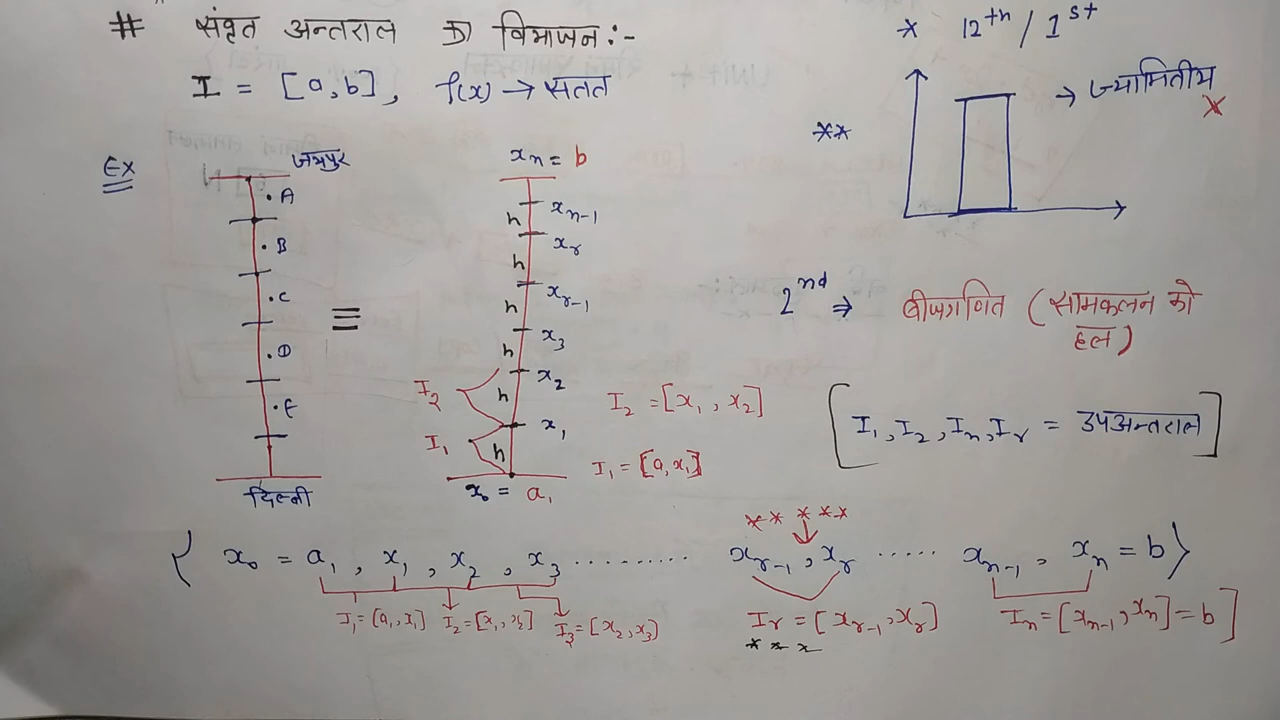 # संवृत अन्तराल का विभाजन :-
I = [a, b], f(x) → सतत
* 12th / 1st
** → ज्यामितीय ×
Ex
जयपुर
A
B
C
D
E
दिल्ली
≡
xn = b
xn-1
h
xr
h
xr-1
h
x3
h
x2
h
x1
h
x0 = a,
I2
I1
I2 = [x1, x2]
I1 = [a, x1]
2nd ⇒ बीजगणित (सामकलन को
हल)
[I1, I2, In, Ir = उपअन्तराल]
** ***
{ x0 = a1, x1, x2, x3 ......... xr-1, xr ..... xn-1, xn = b }
I1 = [a1, x1] I2 = [x1, x2] I3 = [x2, x3] Ir = [xr-1, xr] In = [xn-1, xn] = b]
* * *